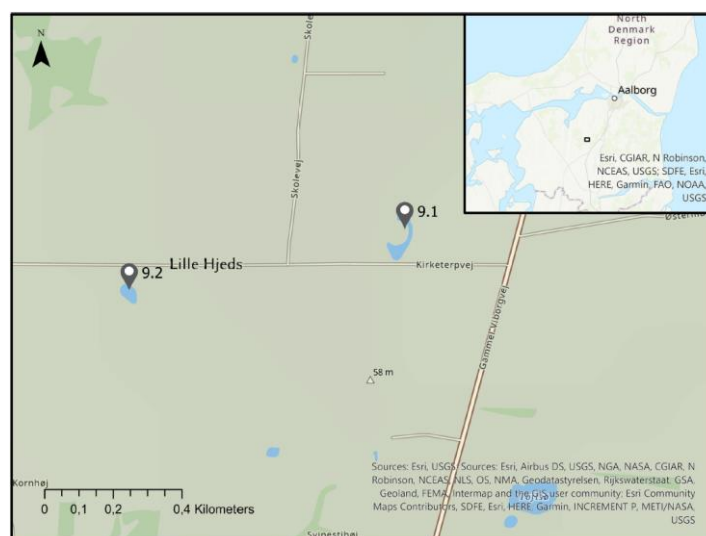 N
Skolevej
Skolevej
9.1
9.2
Lille Hjeds
Kirketerpvej
Gammel Viborgvej
58 m
Kornhøj
0
0,1
0,2
0,4 Kilometers
North
Denmark
Region
Aalborg
Esri, CGIAR, N Robinson,
NCEAS, USGS; SDFE, Esri,
HERE, Garmin, FAO, NOAA,
USGS
Sources: Esri, USGS, Sources: Esri, Airbus DS, USGS, NGA, NASA, CGIAR, N
Robinson, NCEAS, NLS, OS, NMA, Geodatastyrelsen, Rijkswaterstaat, GSA,
Geoland, FEMA, Intermap and the GIS user community; Esri Community
Maps Contributors, SDFE, Esri, HERE, Garmin, INCREMENT P, METI/NASA,
USGS